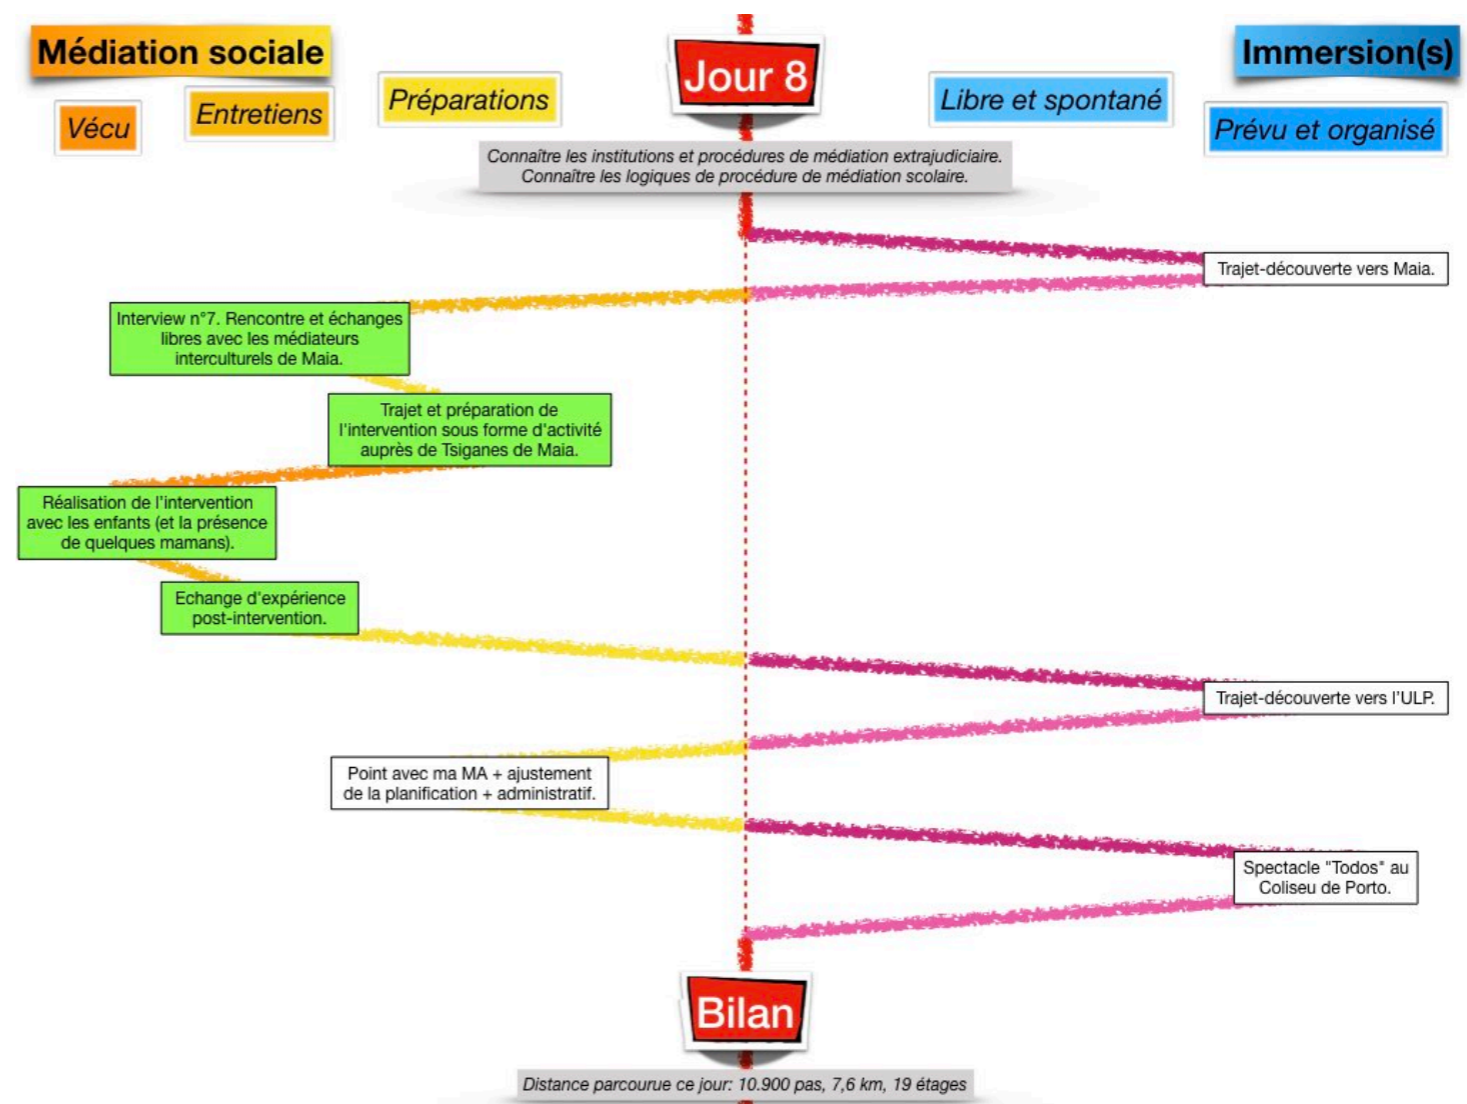 Médiation sociale
Jour 8
Immersion(s)
Vécu
Entretiens
Préparations
Libre et spontané
Prévu et organisé
Connaître les institutions et procédures de médiation extrajudiciaire.
Connaître les logiques de procédure de médiation scolaire.
Trajet-découverte vers Maia.
Interview n°7. Rencontre et échanges
libres avec les médiateurs
interculturels de Maia.
Trajet et préparation de
l'intervention sous forme d'activité
auprès de Tsiganes de Maia.
Réalisation de l'intervention
avec les enfants (et la présence
de quelques mamans).
Echange d'expérience
post-intervention.
Trajet-découverte vers l'ULP.
Point avec ma MA + ajustement
de la planification + administratif.
Spectacle "Todos" au
Coliseu de Porto.
Bilan
Distance parcourue ce jour: 10.900 pas, 7,6 km, 19 étages